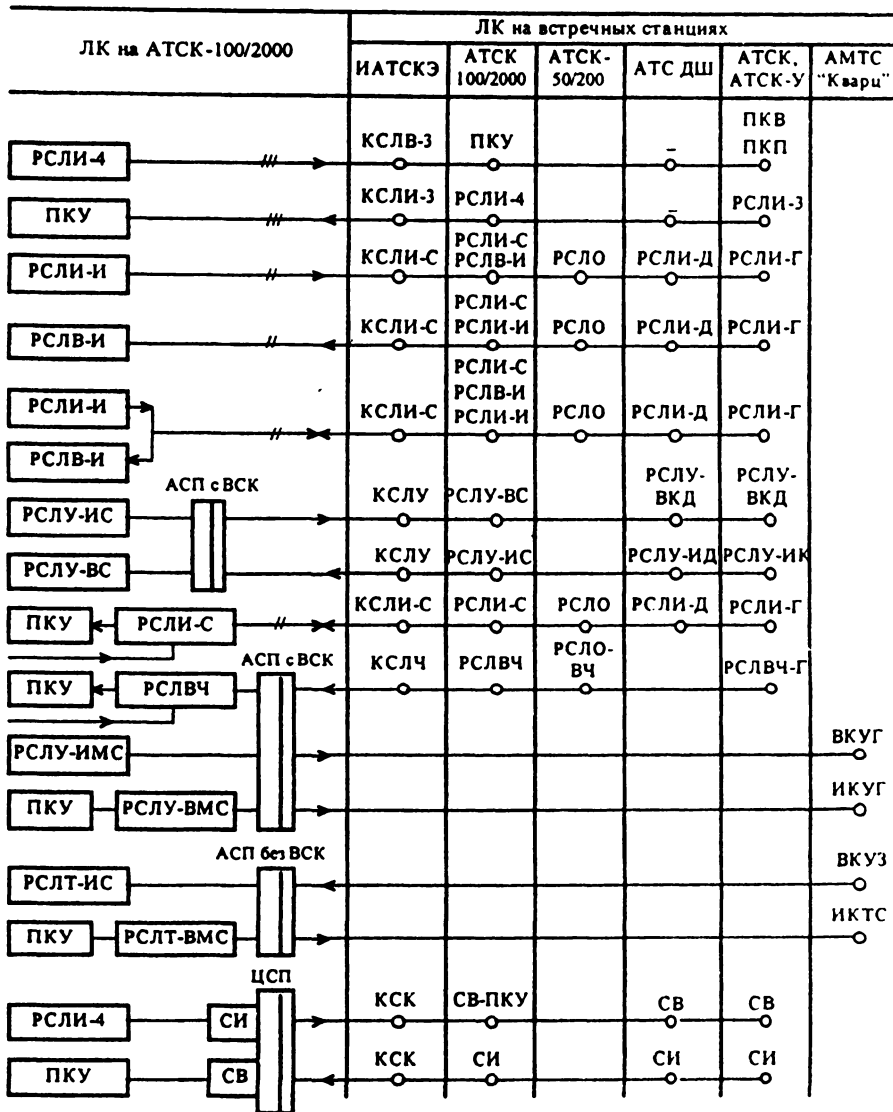 ЛК на АТСК-100/2000
ЛК на встречных станциях
ИАТСКЭ АТСК 100/2000 АТСК-50/200 АТС ДШ АТСК, АТСК-У АМТС "Кварц"
ПКВ
РСЛИ-4 КСЛВ-3 ПКУ – ПКП
ПКУ КСЛИ-3 РСЛИ-4 – РСЛИ-3
РСЛИ-С
РСЛИ-И КСЛИ-С РСЛВ-И РСЛО РСЛИ-Д РСЛИ-Г
РСЛИ-С
РСЛВ-И КСЛИ-С РСЛИ-И РСЛО РСЛИ-Д РСЛИ-Г
РСЛИ-С
РСЛИ-И РСЛВ-И
КСЛИ-С РСЛИ-И РСЛО РСЛИ-Д РСЛИ-Г
РСЛВ-И
АСП с ВСК
РСЛУ-ИС КСЛУ РСЛУ-ВС РСЛУ-ВКД РСЛУ-ВКД
РСЛУ-ВС КСЛУ РСЛУ-ИС РСЛУ-ИД РСЛУ-ИК
ПКУ РСЛИ-С КСЛИ-С РСЛИ-С РСЛО РСЛИ-Д РСЛИ-Г
АСП с ВСК
ПКУ РСЛВЧ КСЛЧ РСЛВЧ РСЛО-ВЧ РСЛВЧ-Г
РСЛУ-ИМС ВКУГ
ПКУ РСЛУ-ВМС ИКУГ
АСП без ВСК
РСЛТ-ИС ВКУЗ
ПКУ РСЛТ-ВМС ИКТС
ЦСП
РСЛИ-4 СИ КСК СВ-ПКУ СВ СВ
ПКУ СВ КСК СИ СИ СИ